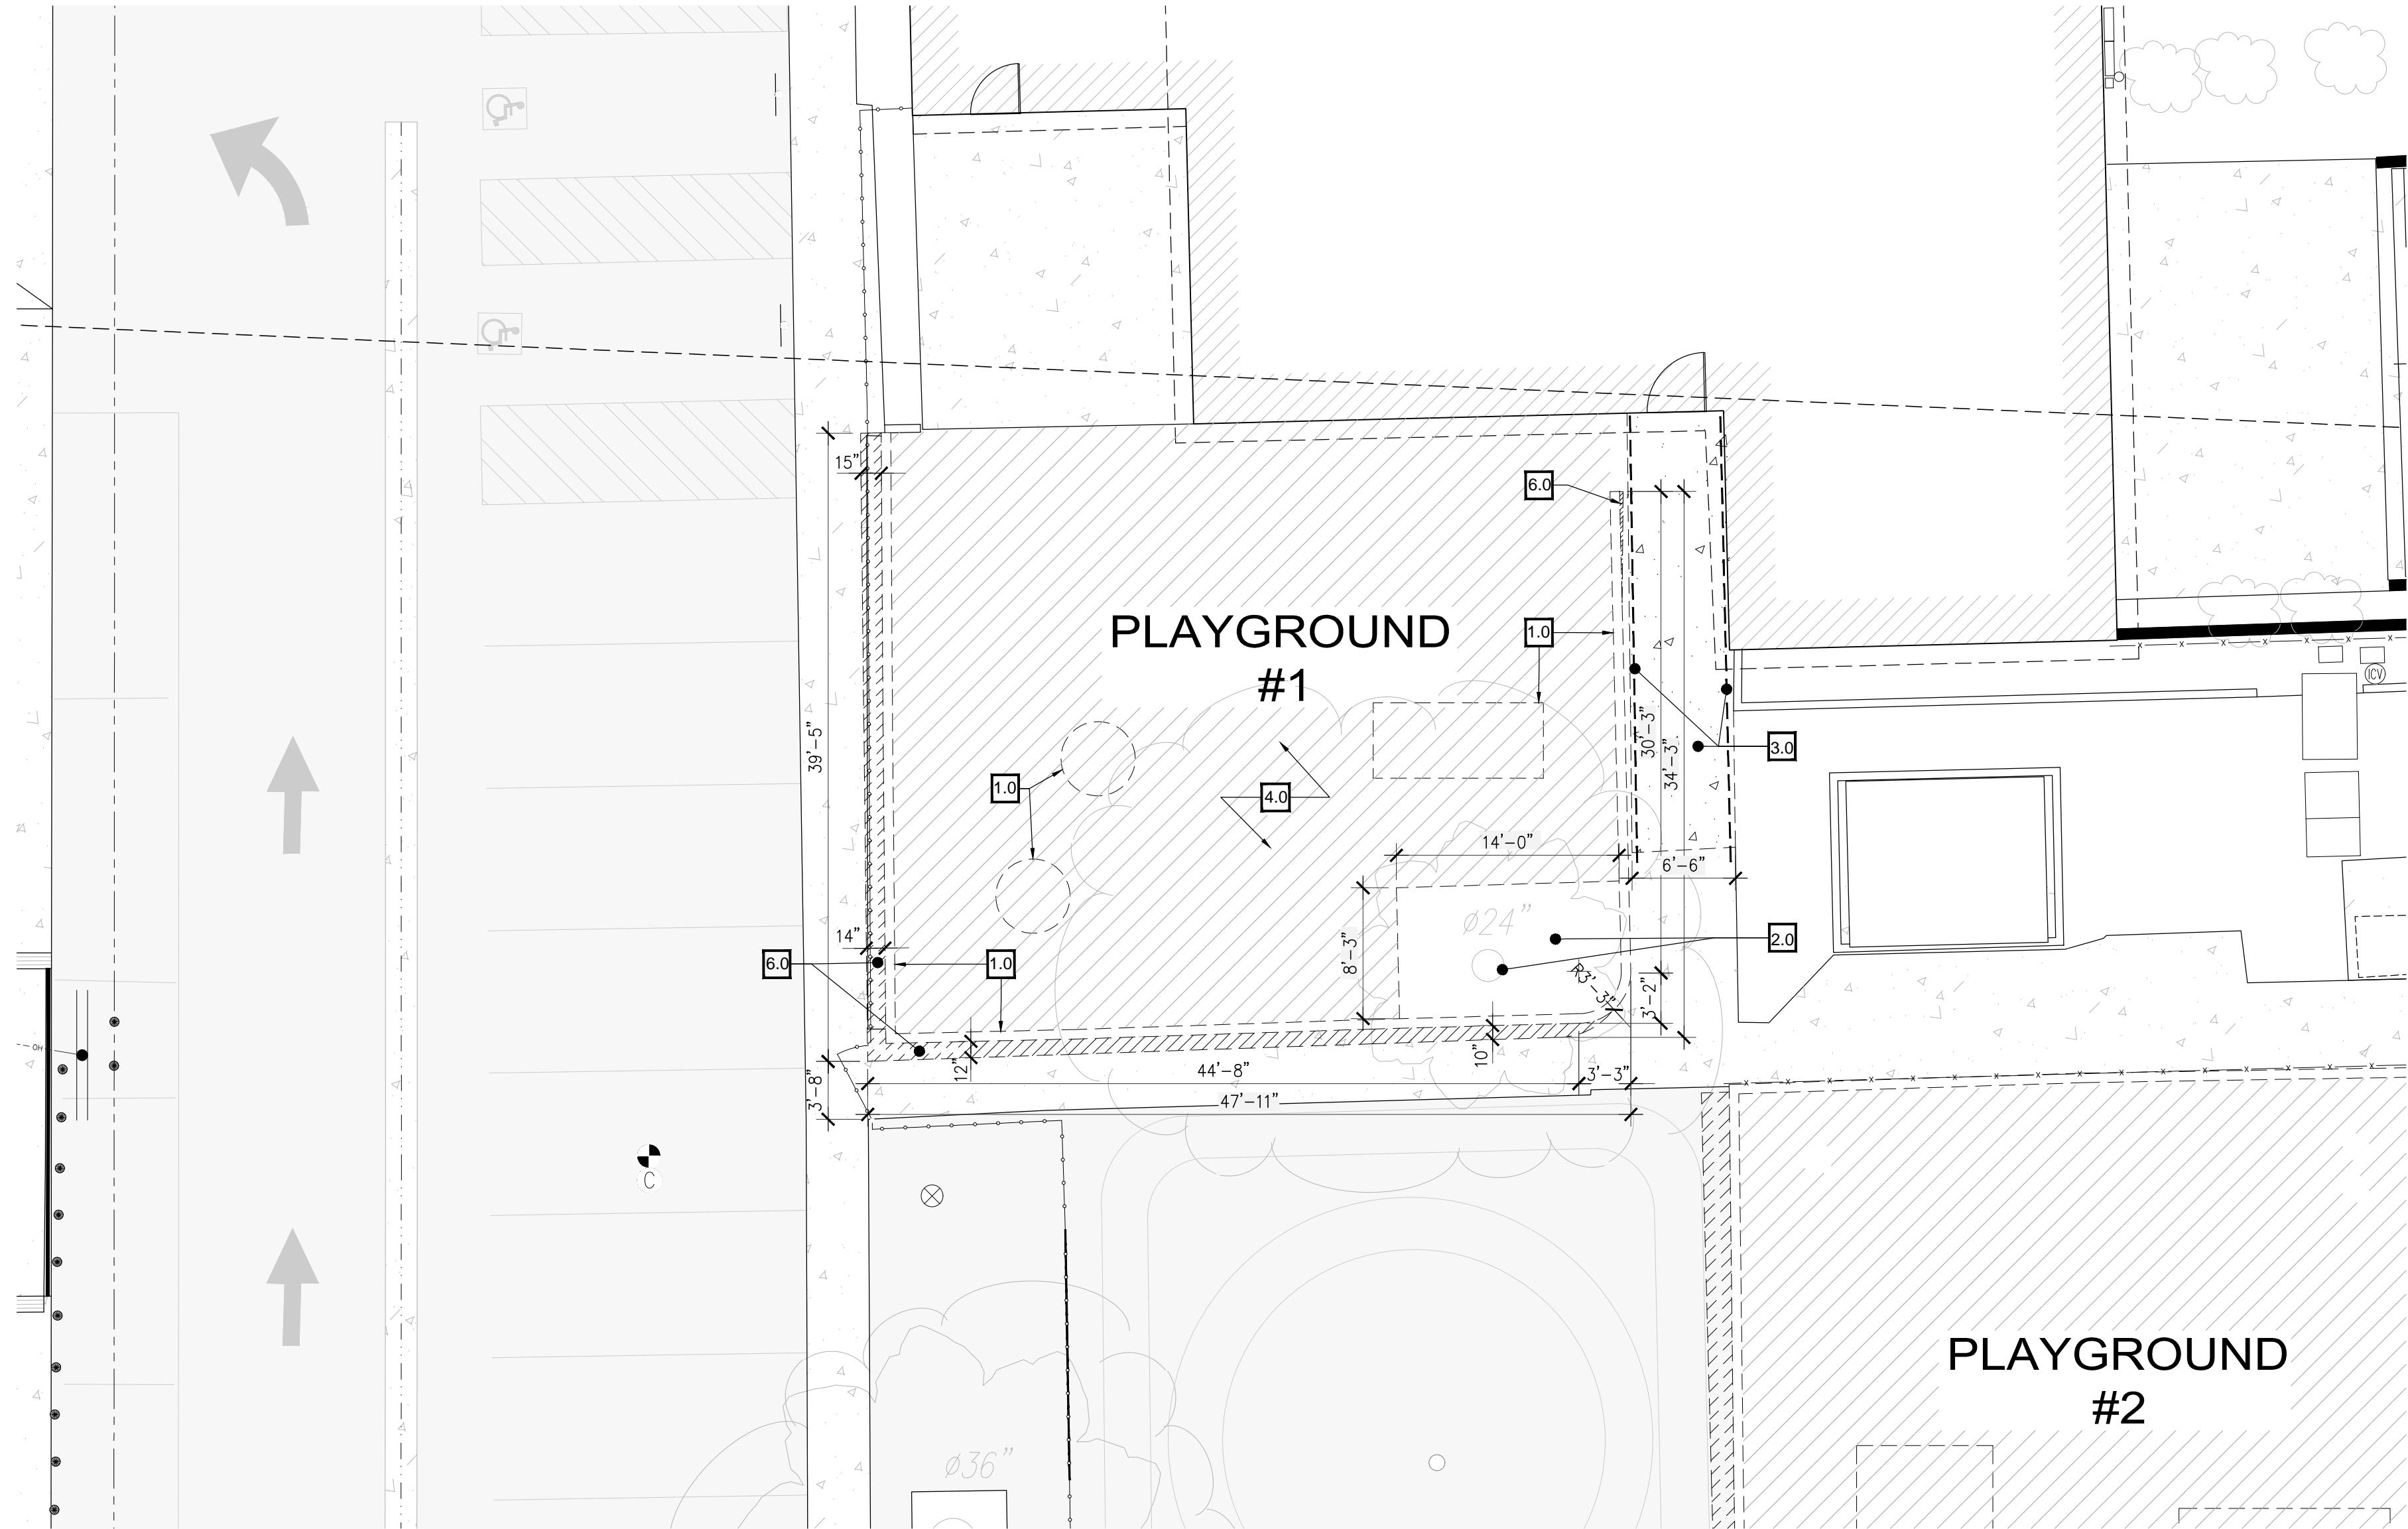 15”
6.0
PLAYGROUND
#1
1.0
ICV
39’-5”
30’-3”
34’-3”
3.0
1.0
4.0
14’-0”
6’-6”
ø24”
14”
8’-3”
2.0
6.0
1.0
R3’-3”
3’-2”
OH
12”
10”
44’-8”
3’-3”
3’-8”
47’-11”
C
PLAYGROUND
#2
ø36”
x x x x x x x
x x x x x x x x x x x x x x x x